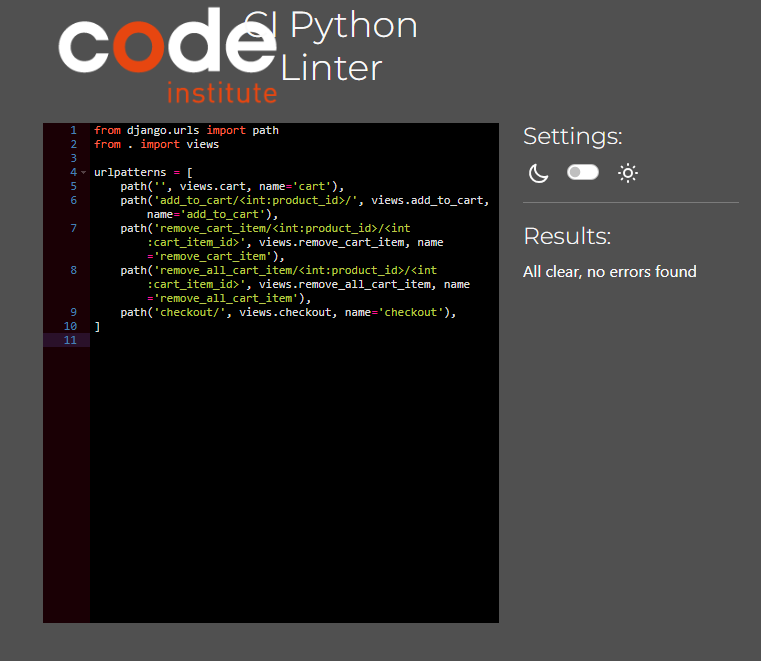 code
institute
CI Python
Linter
1 from django.urls import path
2 from . import views
3
4 urlpatterns = [
5 path('', views.cart, name='cart'),
6 path('add_to_cart/<int:product_id>/', views.add_to_cart,
name='add_to_cart'),
7 path('remove_cart_item/<int:product_id>/<int
:cart_item_id>', views.remove_cart_item, name
='remove_cart_item'),
8 path('remove_all_cart_item/<int:product_id>/<int
:cart_item_id>', views.remove_all_cart_item, name
='remove_all_cart_item'),
9 path('checkout/', views.checkout, name='checkout'),
10 ]
11
Settings:
Results:
All clear, no errors found